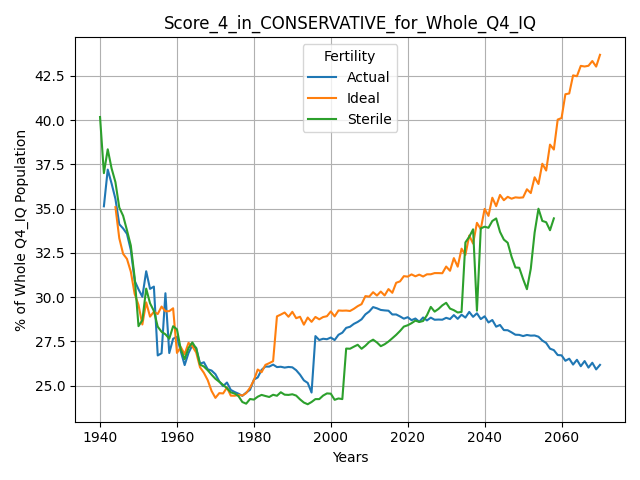 Score_4_in_CONSERVATIVE_for_Whole_Q4_IQ
Fertility
Actual
Ideal
Sterile
% of Whole Q4_IQ Population
42.5
40.0
37.5
35.0
32.5
30.0
27.5
25.0
1940
1960
1980
2000
2020
2040
2060
Years